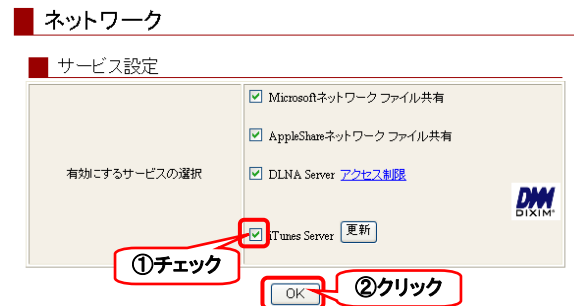 ネットワーク
サービス設定
Microsoftネットワーク ファイル共有
AppleShareネットワーク ファイル共有
有効にするサービスの選択
DLNA Server アクセス制限
DiXiM
iTunes Server 更新
①チェック
OK
②クリック